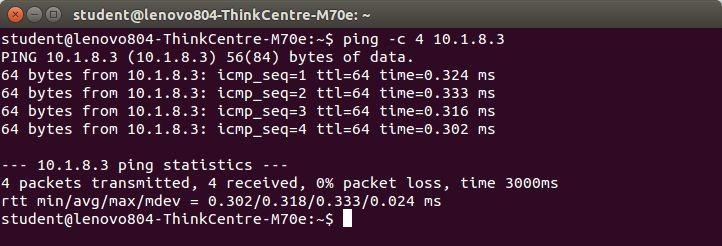 student@lenovo804-ThinkCentre-M70e: ~
student@lenovo804-ThinkCentre-M70e:~$ ping -c 4 10.1.8.3
PING 10.1.8.3 (10.1.8.3) 56(84) bytes of data.
64 bytes from 10.1.8.3: icmp_seq=1 ttl=64 time=0.324 ms
64 bytes from 10.1.8.3: icmp_seq=2 ttl=64 time=0.333 ms
64 bytes from 10.1.8.3: icmp_seq=3 ttl=64 time=0.316 ms
64 bytes from 10.1.8.3: icmp_seq=4 ttl=64 time=0.302 ms
--- 10.1.8.3 ping statistics ---
4 packets transmitted, 4 received, 0% packet loss, time 3000ms
rtt min/avg/max/mdev = 0.302/0.318/0.333/0.024 ms
student@lenovo804-ThinkCentre-M70e:~$